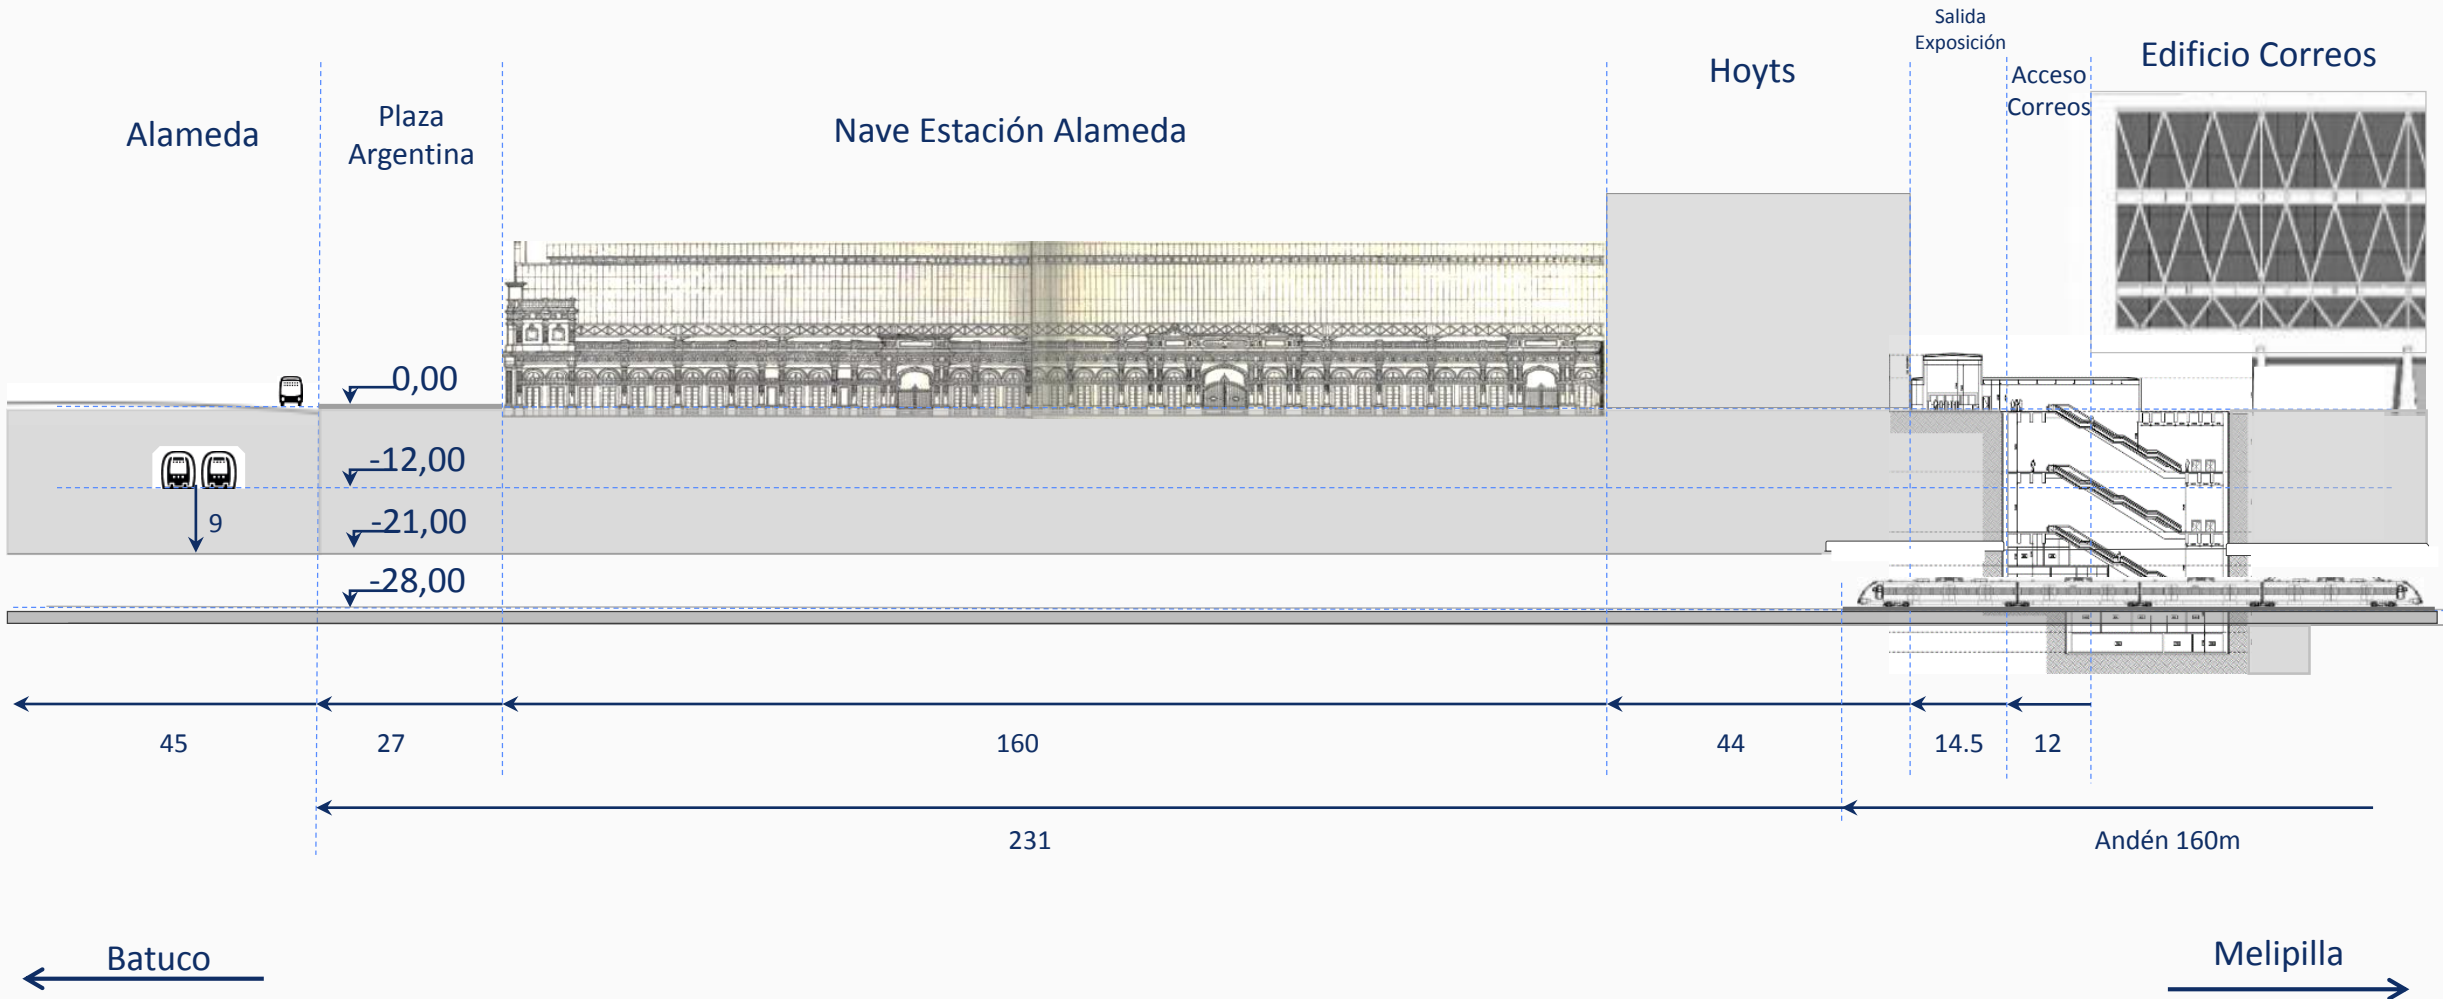 Salida
Exposición
Edificio Correos
Hoyts
Acceso
Correos
Plaza
Argentina
Alameda
Nave Estación Alameda
0,00
-12,00
-21,00
9
-28,00
45
27
160
44
14.5
12
231
Andén 160m
Batuco
Melipilla